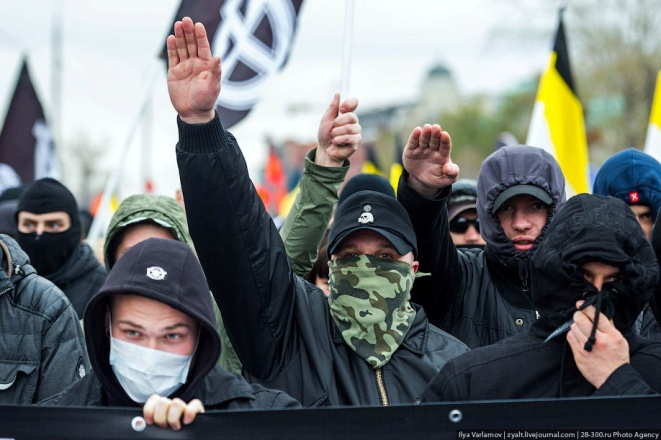 Ilya Varlamov | zyalt.livejournal.com | 28-300.ru Photo Agency